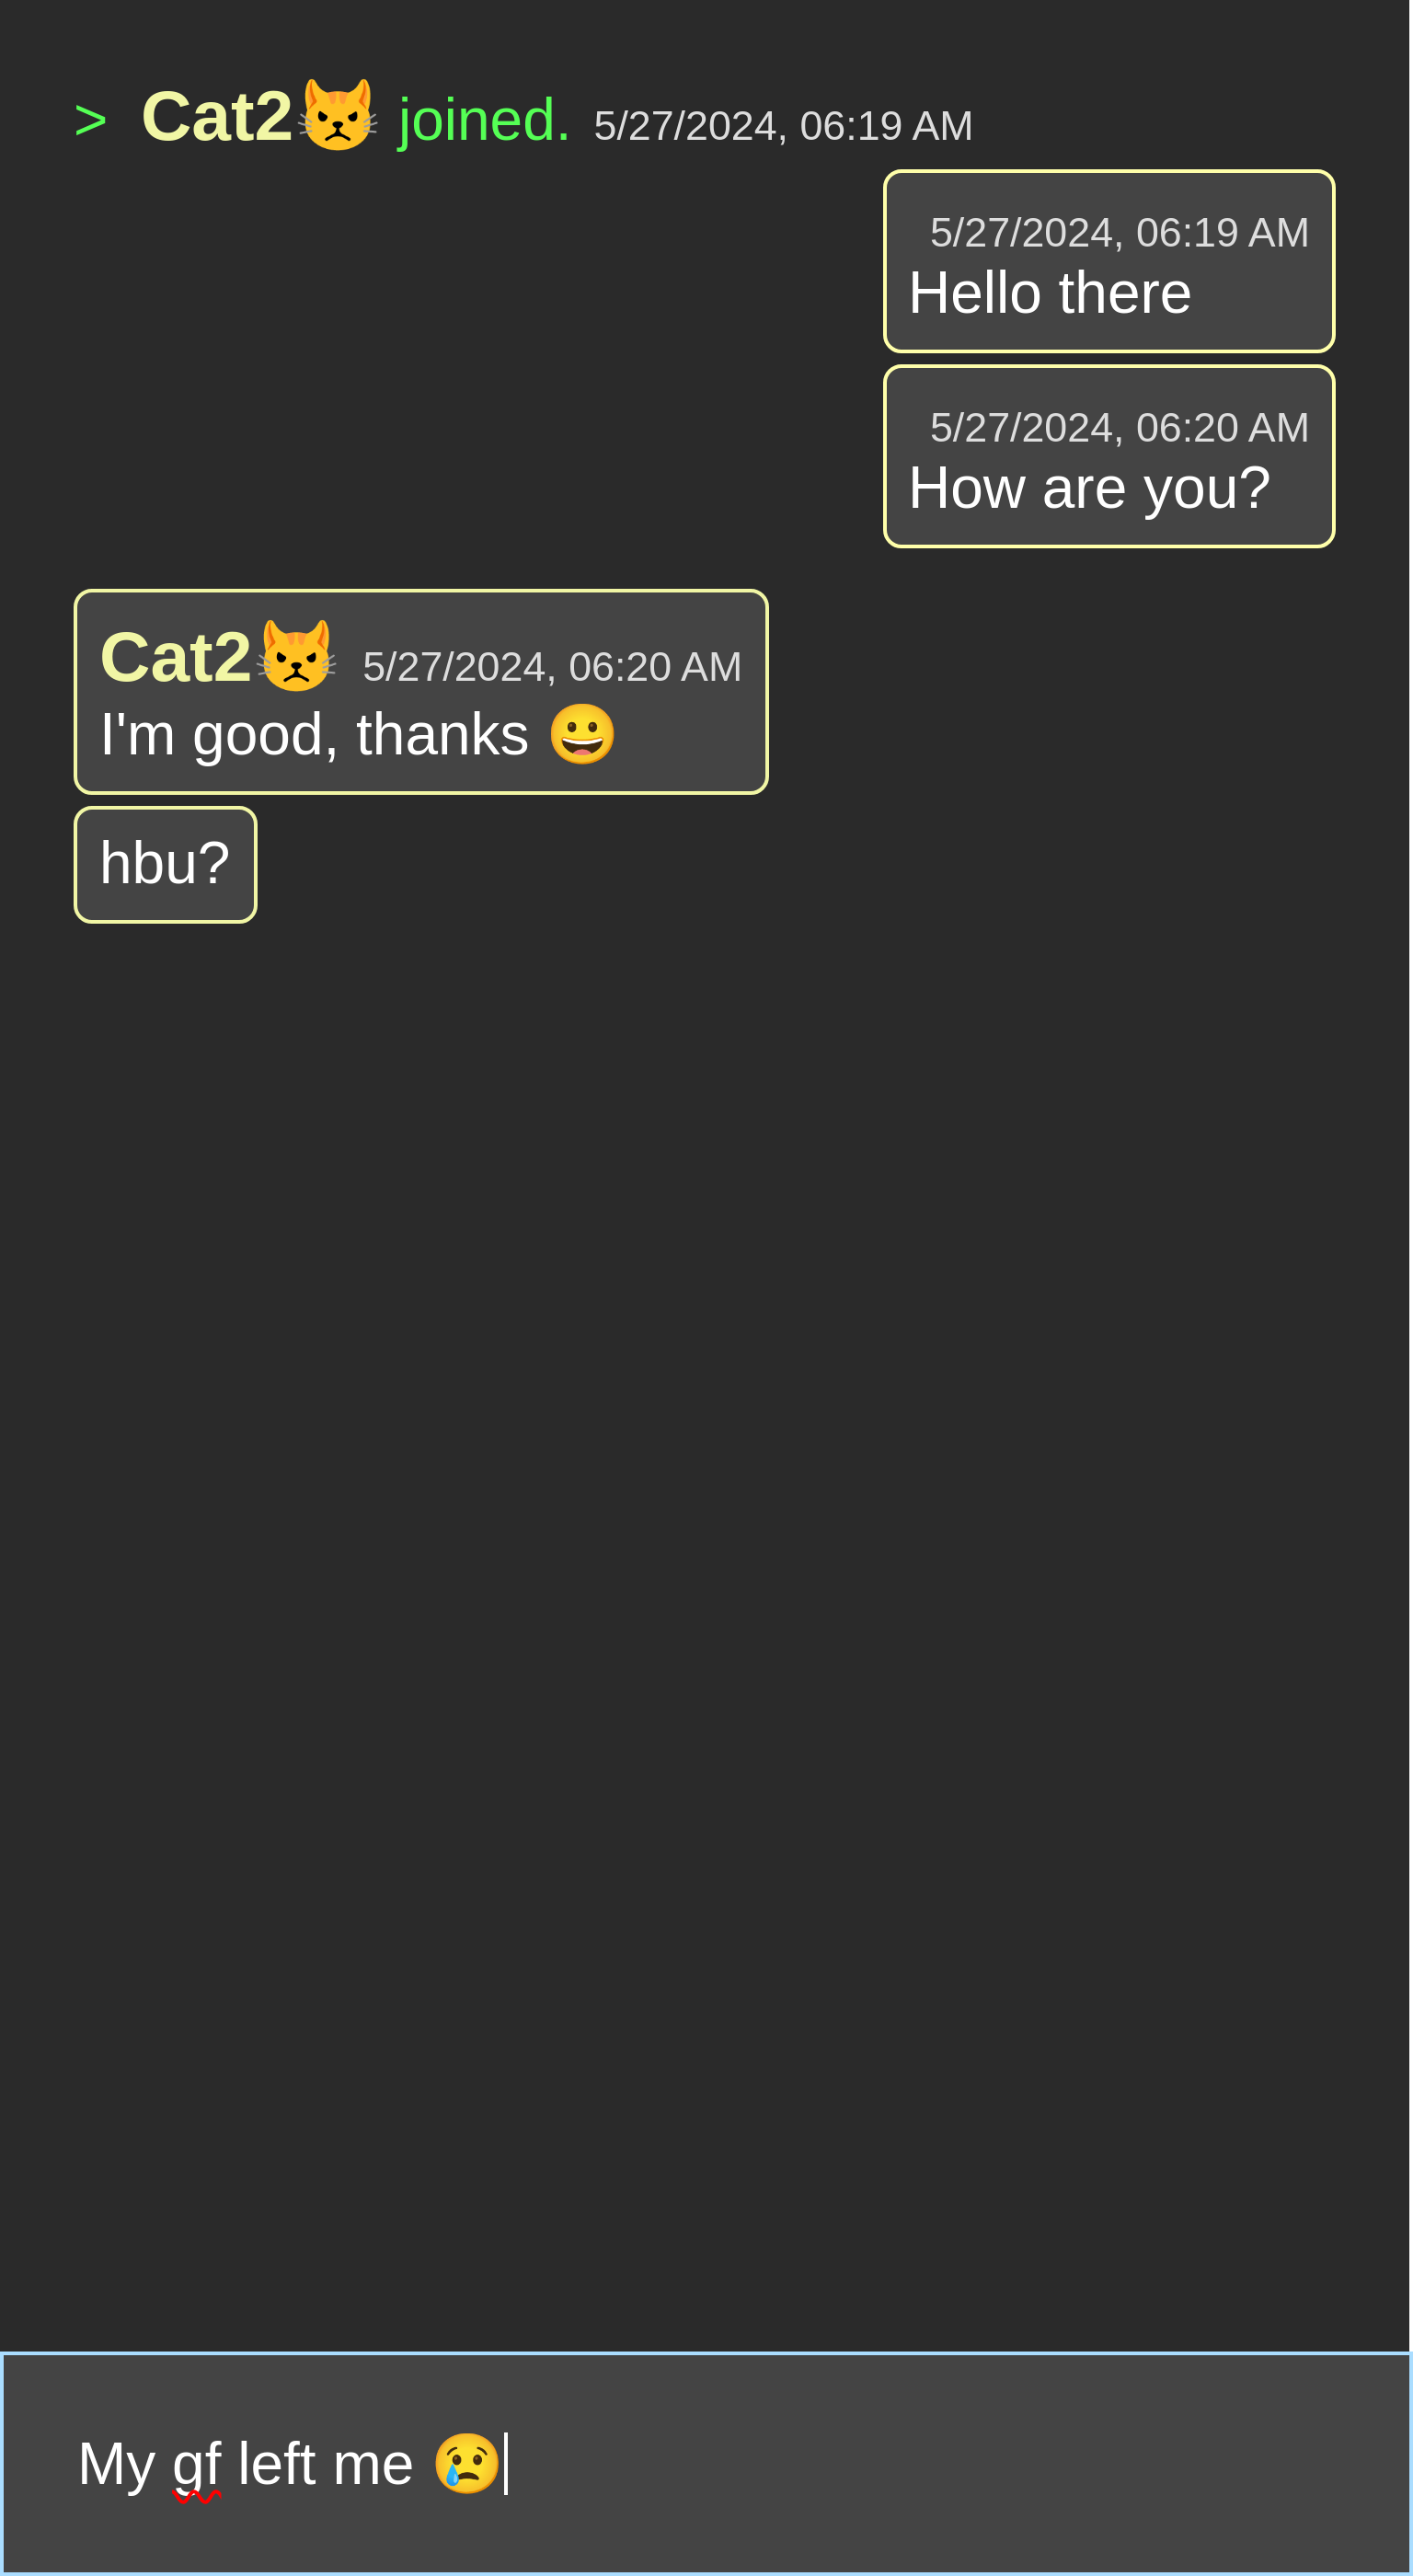 > Cat2😾 joined. 5/27/2024, 06:19 AM
5/27/2024, 06:19 AM
Hello there
5/27/2024, 06:20 AM
How are you?
Cat2😾 5/27/2024, 06:20 AM
I'm good, thanks 😀
hbu?
My gf left me 😢